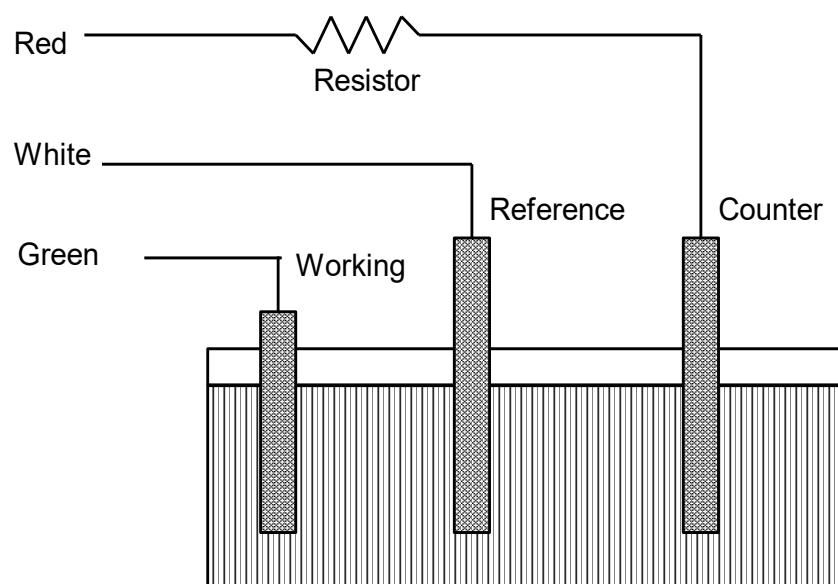 Red
Resistor
White
Reference
Counter
Green
Working